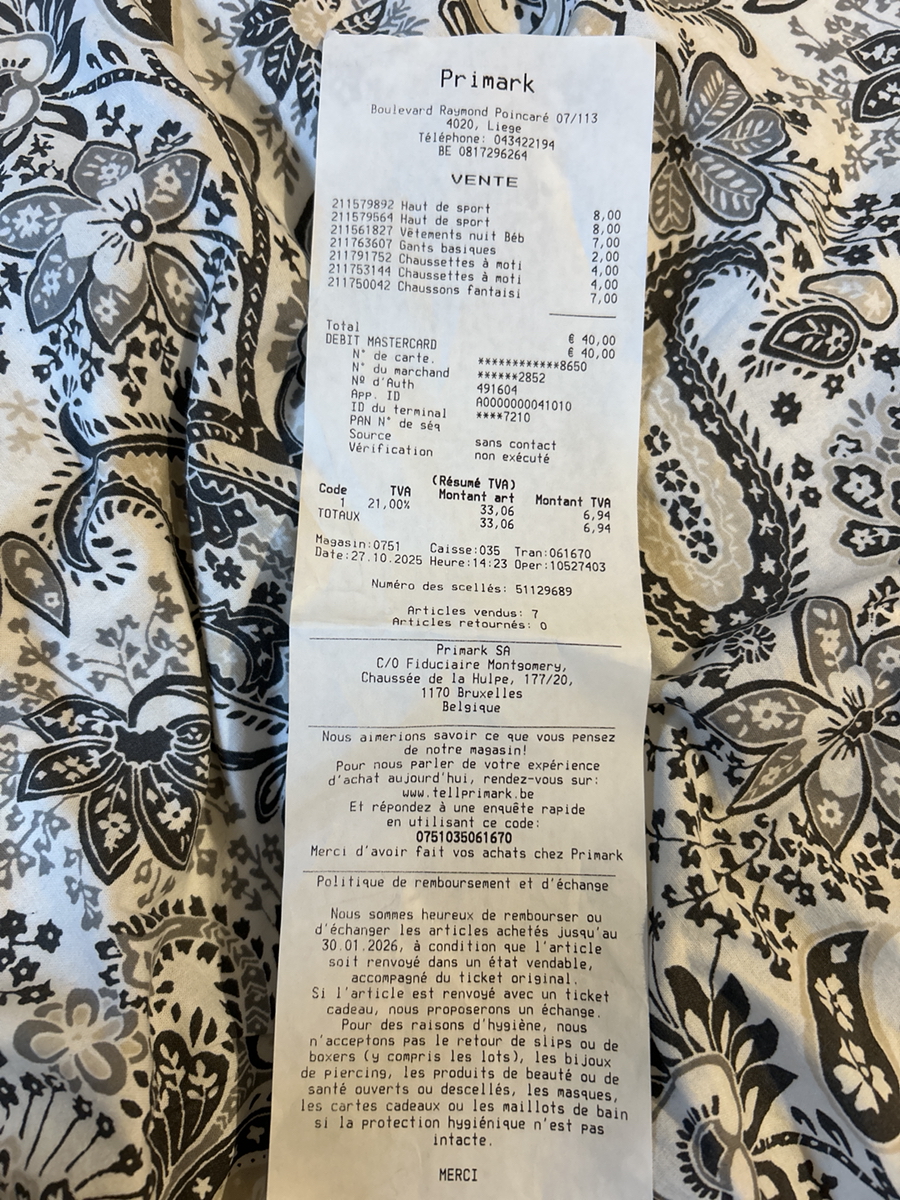 Primark
Boulevard Raymond Poincaré 07/113
4020, Liege
Téléphone: 043422194
BE 0817296264
VENTE
211579892 Haut de sport 8,00
211579564 Haut de sport 8,00
211561827 Vêtements nuit Béb 7,00
211763607 Gants basiques 2,00
211791752 Chaussettes à moti 4,00
211753144 Chaussettes à moti 4,00
211750042 Chaussons fantaisi 7,00
Total € 40,00
DEBIT MASTERCARD € 40,00
N° de carte. ************8650
N° du marchand ******2852
Nº d'Auth 491604
App. ID A0000000041010
ID du terminal ****7210
PAN N° de séq
Source sans contact
Vérification non exécuté
(Résumé TVA)
Code TVA Montant art Montant TVA
1 21,00% 33,06 6,94
TOTAUX 33,06 6,94
Magasin:0751 Caisse:035 Tran:061670
Date:27.10.2025 Heure:14:23 Oper:10527403
Numéro des scellés: 51129689
Articles vendus: 7
Articles retournés: 0
Primark SA
C/O Fiduciaire Montgomery,
Chaussée de la Hulpe, 177/20,
1170 Bruxelles
Belgique
Nous aimerions savoir ce que vous pensez
de notre magasin!
Pour nous parler de votre expérience
d'achat aujourd'hui, rendez-vous sur:
www.tellprimark.be
Et répondez à une enquête rapide
en utilisant ce code:
0751035061670
Merci d'avoir fait vos achats chez Primark
Politique de remboursement et d'échange
Nous sommes heureux de rembourser ou
d'échanger les articles achetés jusqu'au
30.01.2026, à condition que l'article
soit renvoyé dans un état vendable,
accompagné du ticket original.
Si l'article est renvoyé avec un ticket
cadeau, nous proposerons un échange.
Pour des raisons d'hygiène, nous
n'acceptons pas le retour de slips ou de
boxers (y compris les lots), les bijoux
de piercing, les produits de beauté ou de
santé ouverts ou descellés, les masques,
les cartes cadeaux ou les maillots de bain
si la protection hygiénique n'est pas
intacte.
MERCI